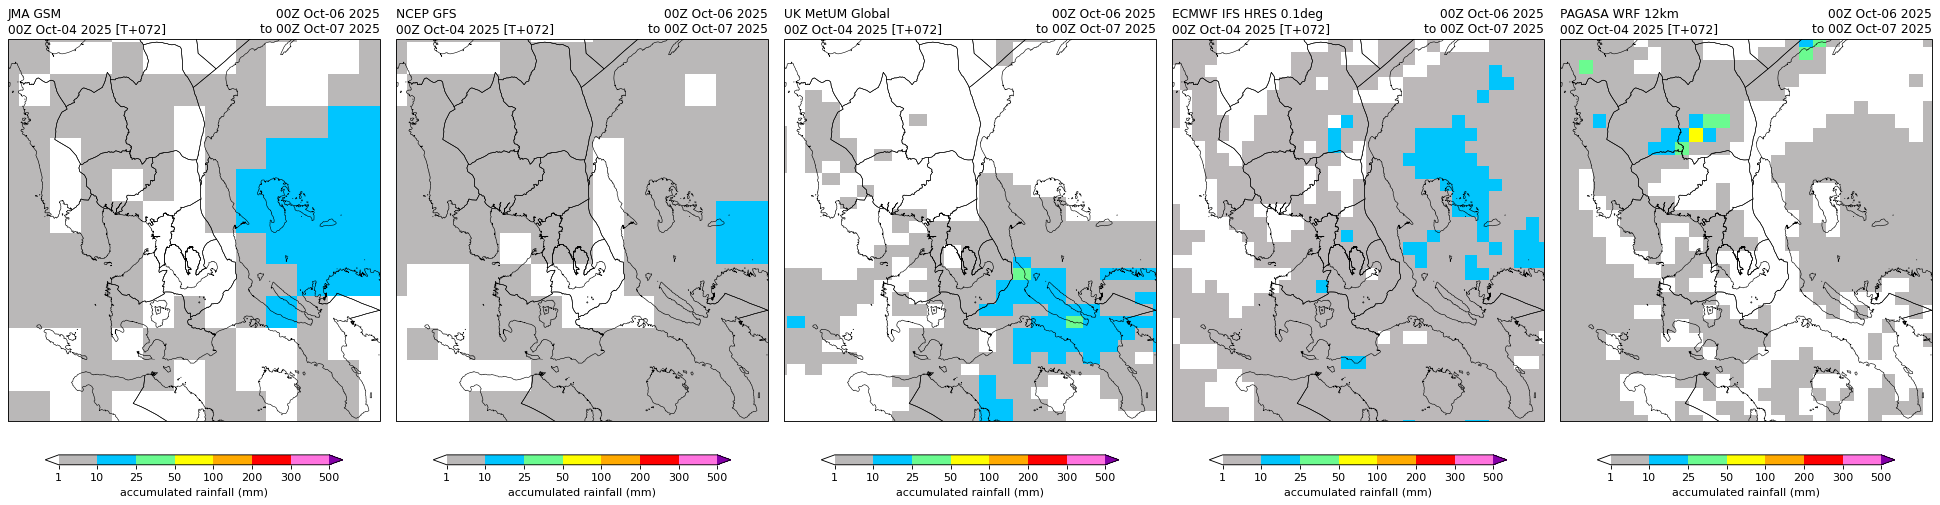 JMA GSM 00Z Oct-06 2025
00Z Oct-04 2025 [T+072] to 00Z Oct-07 2025
1 10 25 50 100 200 300 500
accumulated rainfall (mm)
NCEP GFS 00Z Oct-06 2025
00Z Oct-04 2025 [T+072] to 00Z Oct-07 2025
1 10 25 50 100 200 300 500
accumulated rainfall (mm)
UK MetUM Global 00Z Oct-06 2025
00Z Oct-04 2025 [T+072] to 00Z Oct-07 2025
1 10 25 50 100 200 300 500
accumulated rainfall (mm)
ECMWF IFS HRES 0.1deg 00Z Oct-06 2025
00Z Oct-04 2025 [T+072] to 00Z Oct-07 2025
1 10 25 50 100 200 300 500
accumulated rainfall (mm)
PAGASA WRF 12km 00Z Oct-06 2025
00Z Oct-04 2025 [T+072] to 00Z Oct-07 2025
1 10 25 50 100 200 300 500
accumulated rainfall (mm)